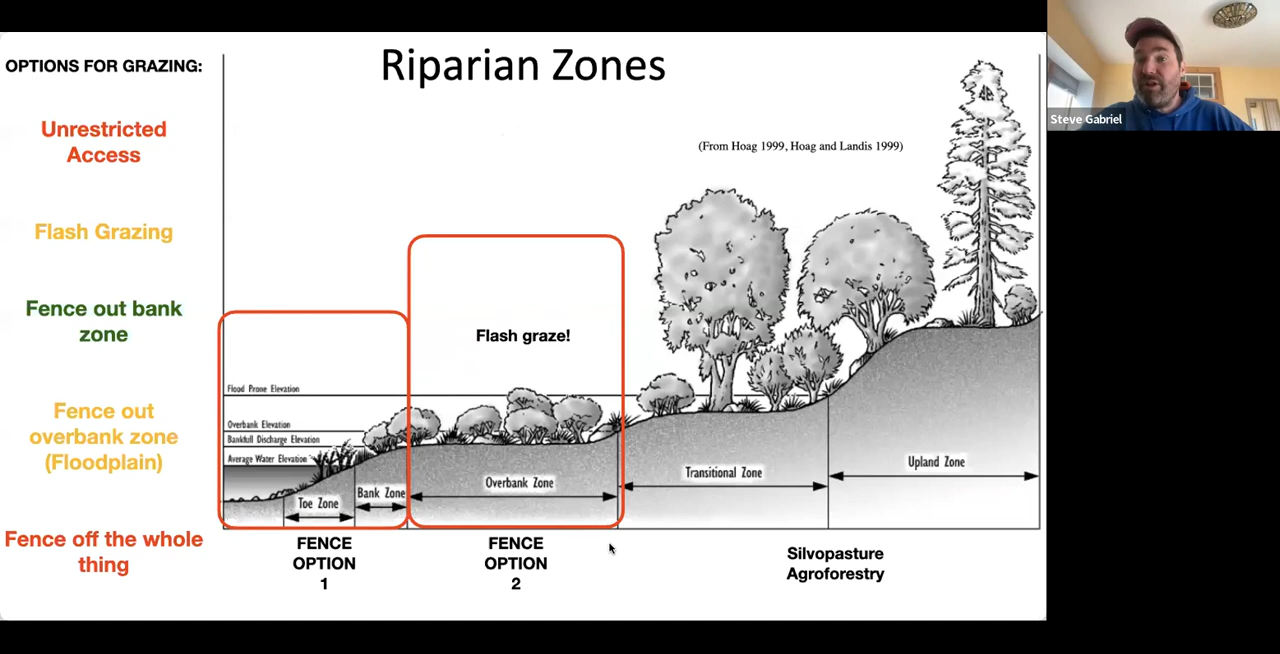 Riparian Zones
OPTIONS FOR GRAZING:
Unrestricted
Access
Flash Grazing
Fence out bank
zone
Fence out
overbank zone
(Floodplain)
Fence off the whole
thing
(From Hoag 1999, Hoag and Landis 1999)
Flash graze!
Flood Prone Elevation
Overbank Elevation
Bankfull Discharge Elevation
Average Water Elevation
Toe Zone
Bank Zone
Overbank Zone
Transitional Zone
Upland Zone
FENCE
OPTION
1
FENCE
OPTION
2
Silvopasture
Agroforestry
Steve Gabriel